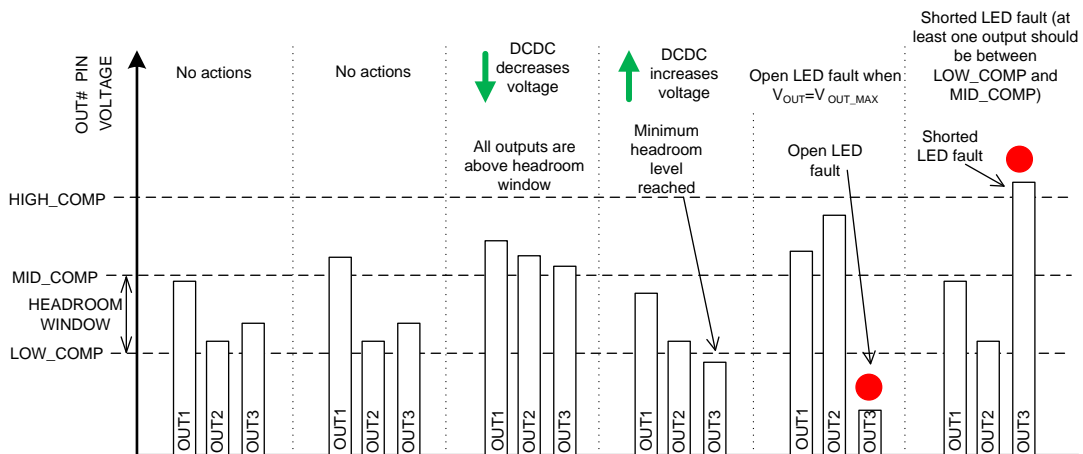 OUT# PIN
VOLTAGE
No actions
No actions
DCDC
decreases
voltage
All outputs are
above headroom
window
DCDC
increases
voltage
Minimum
headroom
level
reached
Open LED fault when
VOUT=VOUT_MAX
Open LED
fault
Shorted LED fault (at
least one output should
be between
LOW_COMP and
MID_COMP)
Shorted
LED fault
HIGH_COMP
MID_COMP
HEADROOM
WINDOW
LOW_COMP
OUT1
OUT2
OUT3
OUT1
OUT2
OUT3
OUT1
OUT2
OUT3
OUT1
OUT2
OUT3
OUT1
OUT2
OUT3
OUT1
OUT2
OUT3